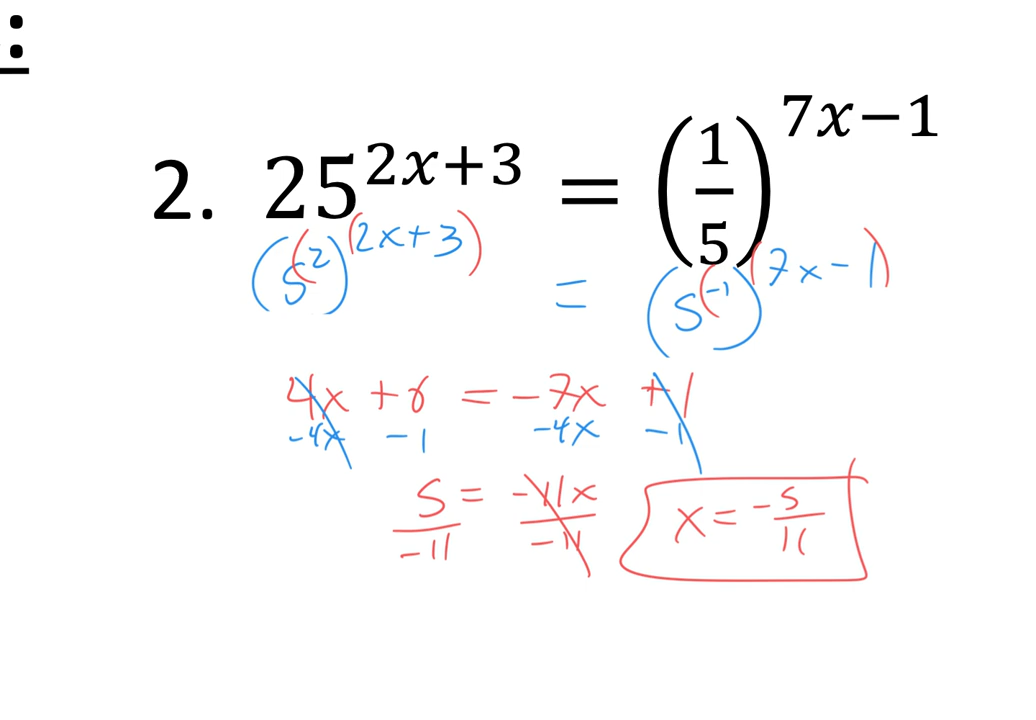 :
2. 25^(2x+3) = (1/5)^(7x−1)
(5^2)^(2x+3) = (5^-1)^(7x-1)
4x + 6 = -7x + 1
-4x -1 -4x -1
5 = -11x
-11 -11
x = -5/11